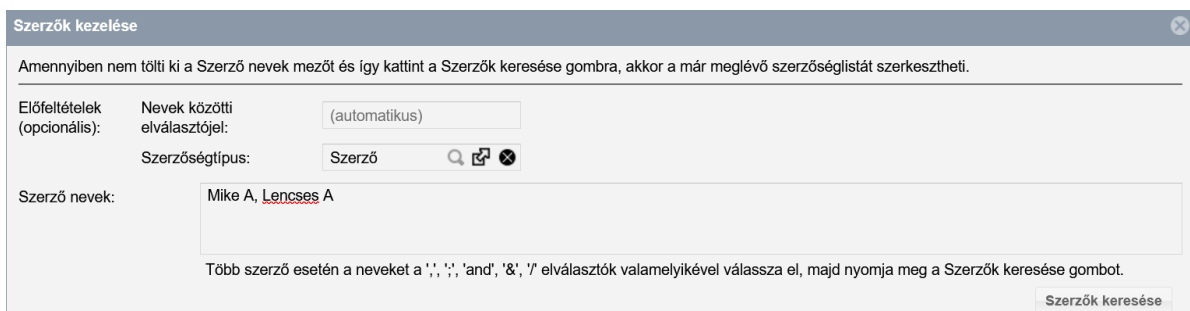 Szerzők kezelése
Amennyiben nem tölti ki a Szerző nevek mezőt és így kattint a Szerzők keresése gombra, akkor a már meglévő szerzőséglistát szerkesztheti.
Előfeltételek
(opcionális):
Nevek közötti
elválasztójel:
(automatikus)
Szerzőségtípus:
Szerző
Szerző nevek:
Mike A, Lencses A
Több szerző esetén a neveket a ',', ';', 'and', '&', '/' elválasztók valamelyikével válassza el, majd nyomja meg a Szerzők keresése gombot.
Szerzők keresése